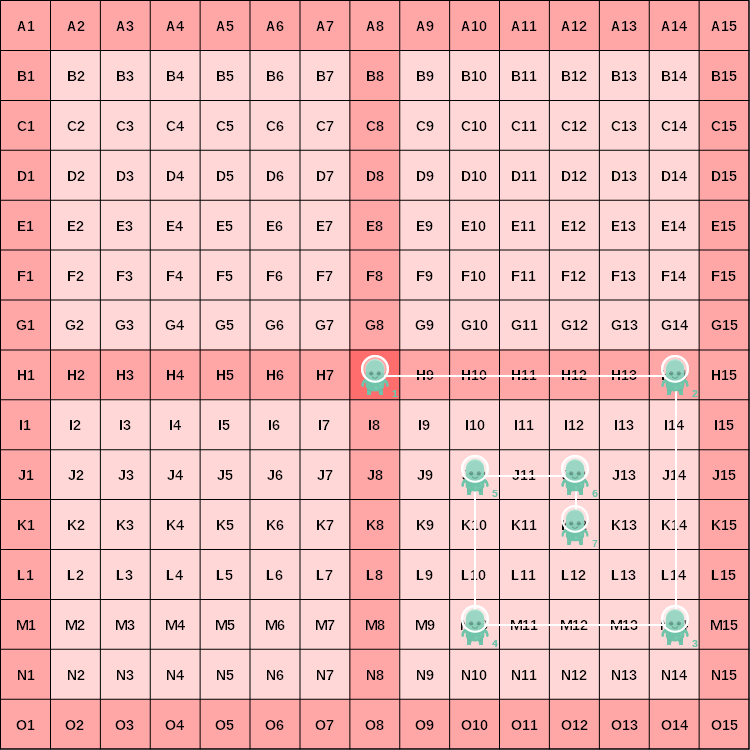 A1 A2 A3 A4 A5 A6 A7 A8 A9 A10 A11 A12 A13 A14 A15
B1 B2 B3 B4 B5 B6 B7 B8 B9 B10 B11 B12 B13 B14 B15
C1 C2 C3 C4 C5 C6 C7 C8 C9 C10 C11 C12 C13 C14 C15
D1 D2 D3 D4 D5 D6 D7 D8 D9 D10 D11 D12 D13 D14 D15
E1 E2 E3 E4 E5 E6 E7 E8 E9 E10 E11 E12 E13 E14 E15
F1 F2 F3 F4 F5 F6 F7 F8 F9 F10 F11 F12 F13 F14 F15
G1 G2 G3 G4 G5 G6 G7 G8 G9 G10 G11 G12 G13 G14 G15
H1 H2 H3 H4 H5 H6 H7 1 H9 H10 H11 H12 H13 2 H15
I1 I2 I3 I4 I5 I6 I7 I8 I9 I10 I11 I12 I13 I14 I15
J1 J2 J3 J4 J5 J6 J7 J8 J9 5 J11 6 J13 J14 J15
K1 K2 K3 K4 K5 K6 K7 K8 K9 K10 K11 7 K13 K14 K15
L1 L2 L3 L4 L5 L6 L7 L8 L9 L10 L11 L12 L13 L14 L15
M1 M2 M3 M4 M5 M6 M7 M8 M9 4 M11 M12 M13 3 M15
N1 N2 N3 N4 N5 N6 N7 N8 N9 N10 N11 N12 N13 N14 N15
O1 O2 O3 O4 O5 O6 O7 O8 O9 O10 O11 O12 O13 O14 O15